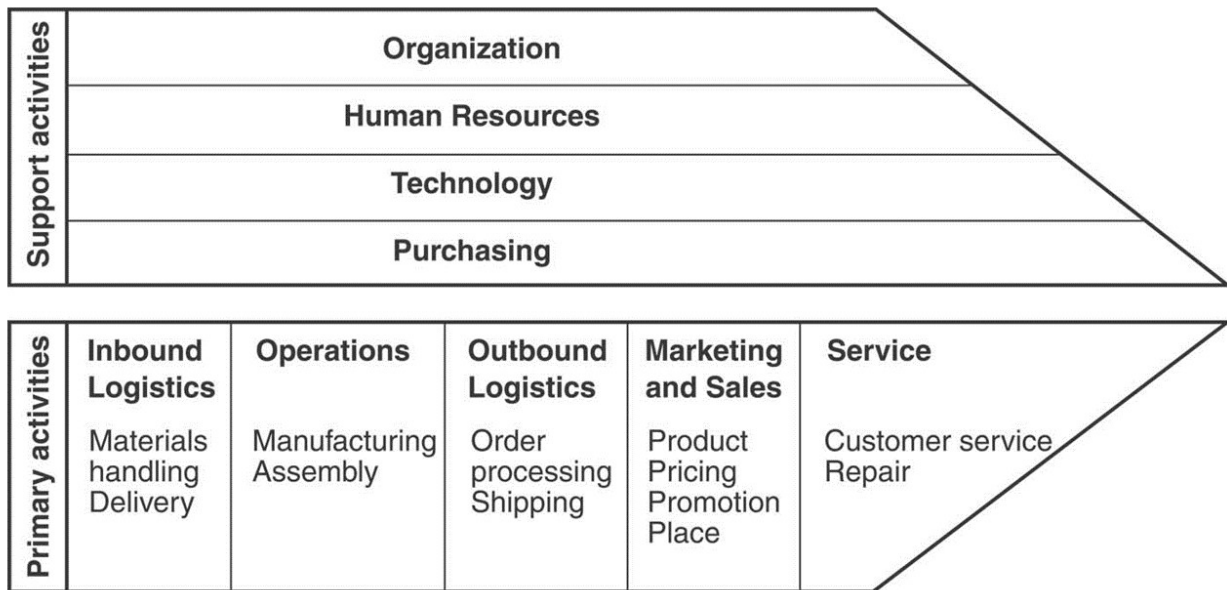 Support activities
Organization
Human Resources
Technology
Purchasing
Primary activities
Inbound
Logistics
Materials
handling
Delivery
Operations
Manufacturing
Assembly
Outbound
Logistics
Order
processing
Shipping
Marketing
and Sales
Product
Pricing
Promotion
Place
Service
Customer service
Repair